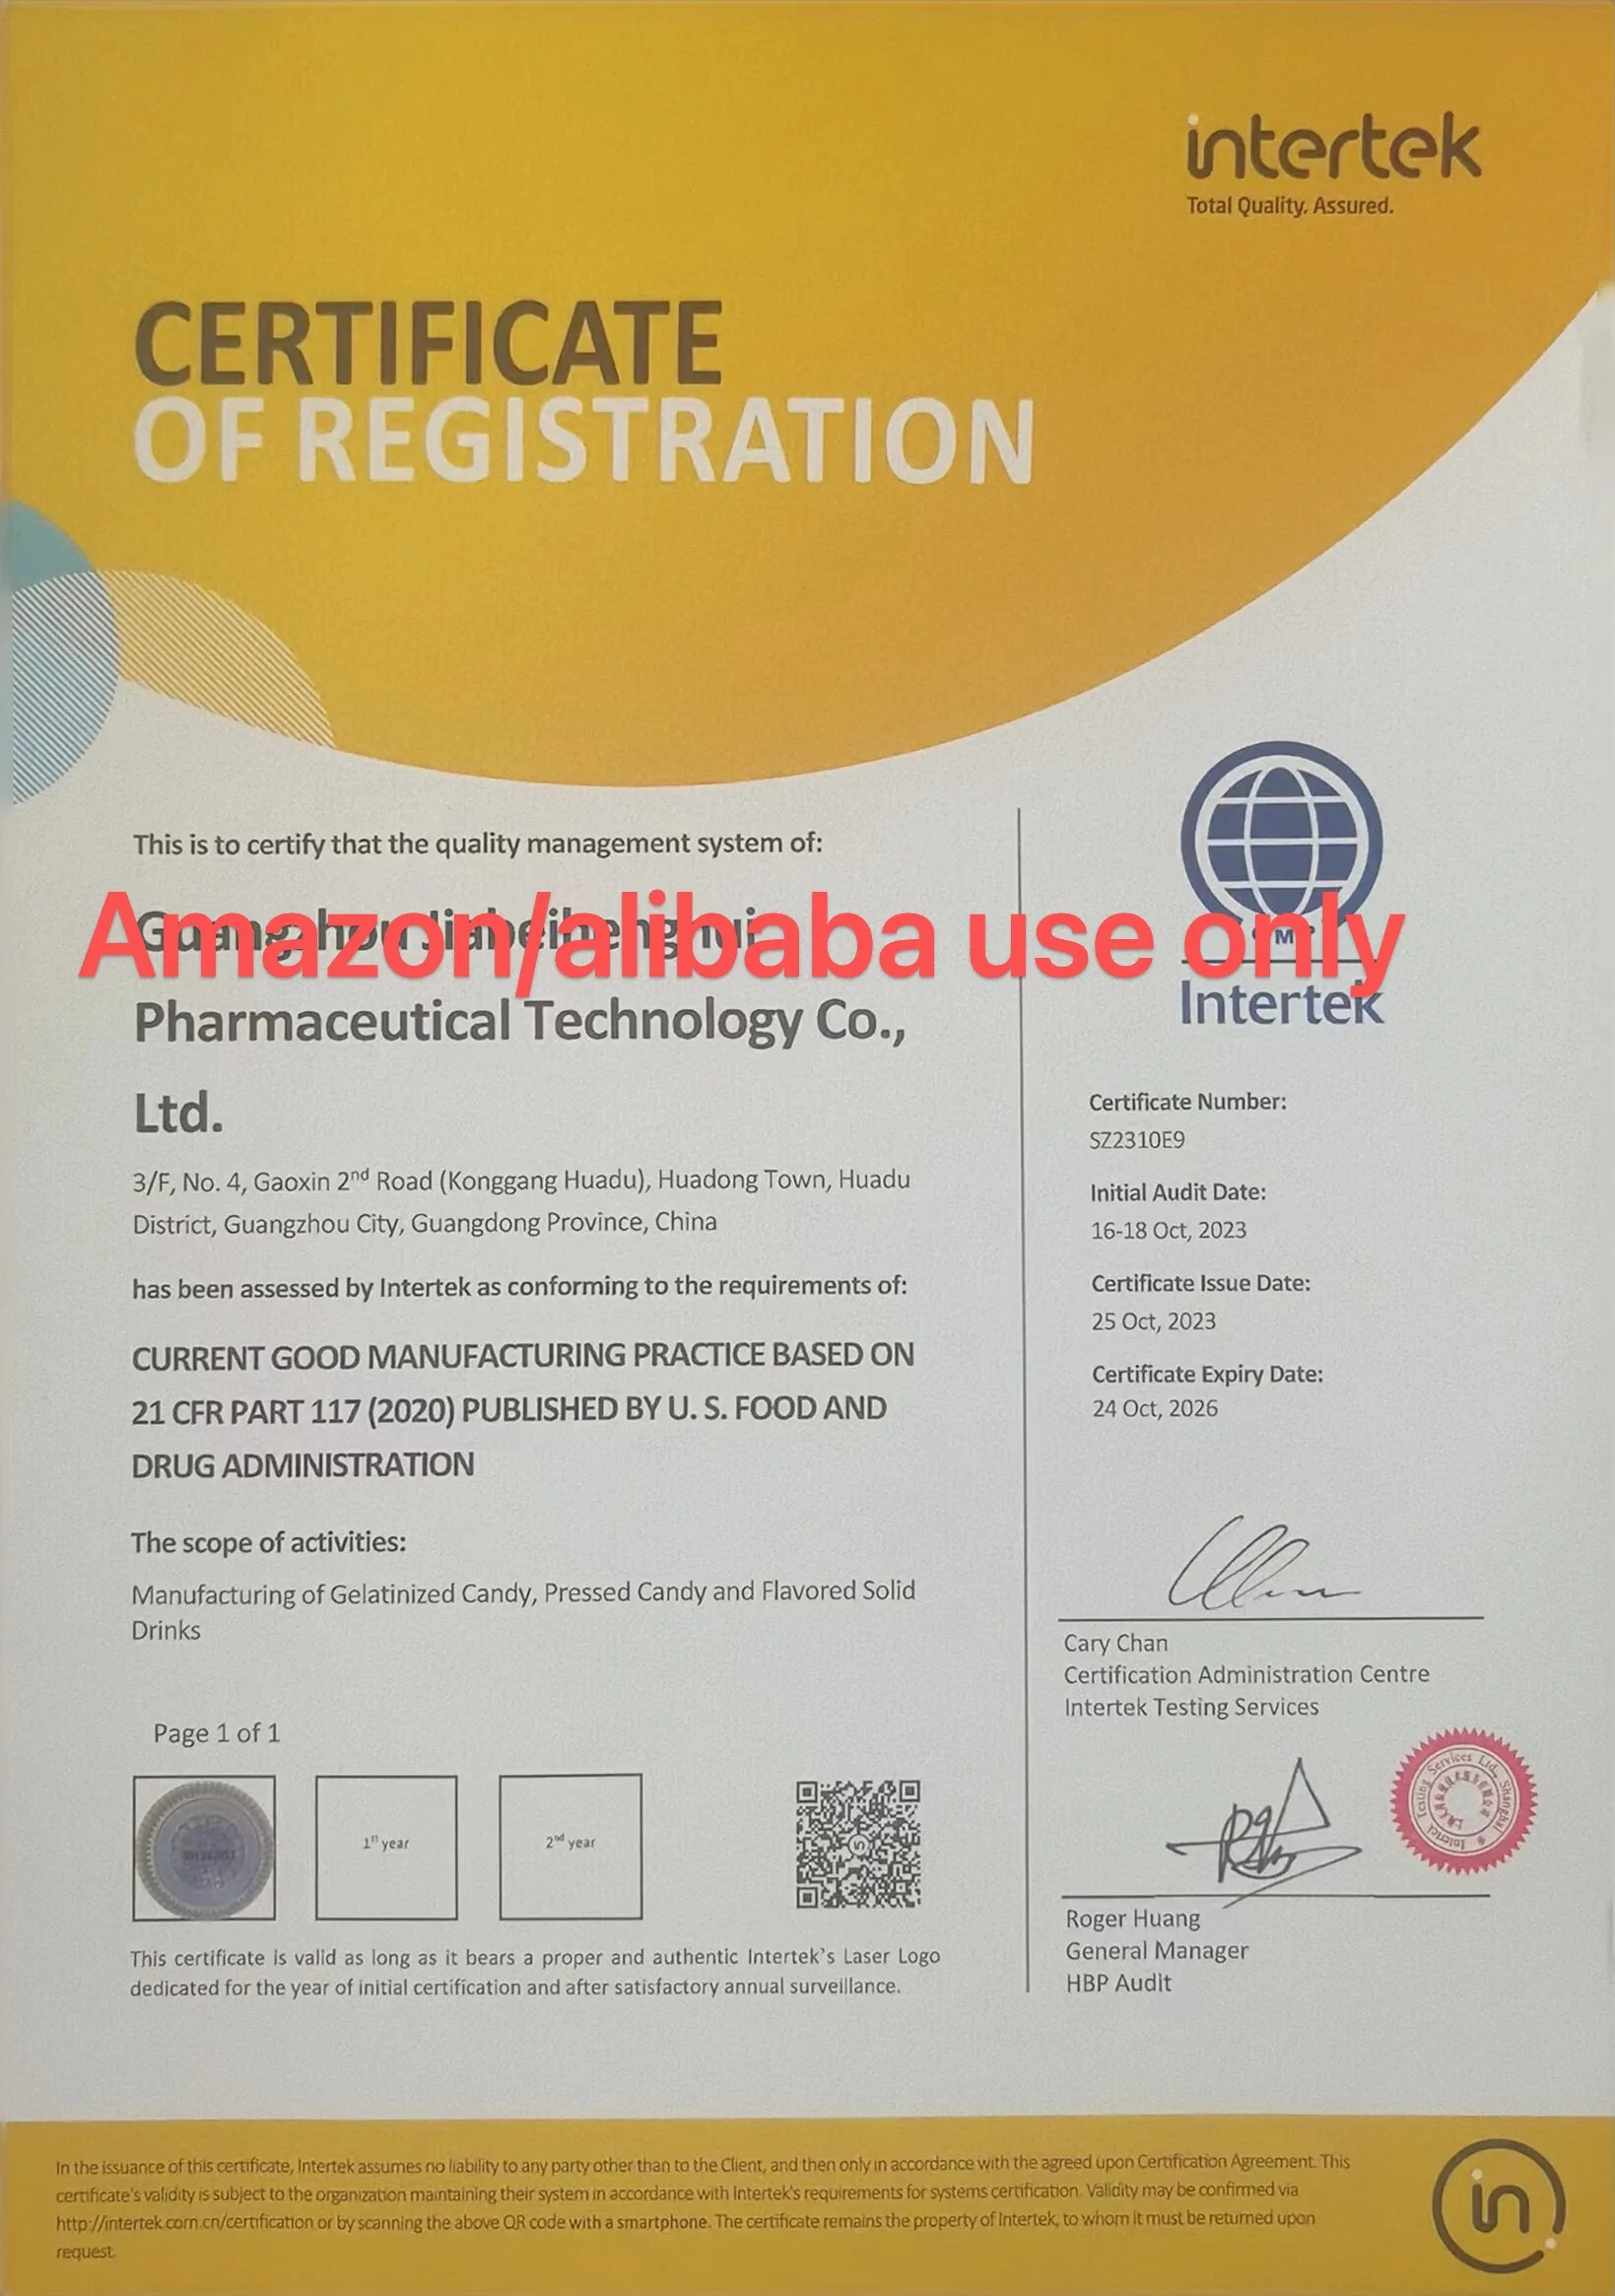 intertek
Total Quality. Assured.
CERTIFICATE
OF REGISTRATION
This is to certify that the quality management system of:
Amazon/alibaba use only
Pharmaceutical Technology Co.,
Ltd.
3/F, No. 4, Gaoxin 2nd Road (Konggang Huadu), Huadong Town, Huadu
District, Guangzhou City, Guangdong Province, China
has been assessed by Intertek as conforming to the requirements of:
CURRENT GOOD MANUFACTURING PRACTICE BASED ON
21 CFR PART 117 (2020) PUBLISHED BY U. S. FOOD AND
DRUG ADMINISTRATION
The scope of activities:
Manufacturing of Gelatinized Candy, Pressed Candy and Flavored Solid
Drinks
Page 1 of 1
1st year
2nd year
This certificate is valid as long as it bears a proper and authentic Intertek's Laser Logo
dedicated for the year of initial certification and after satisfactory annual surveillance.
Intertek
Certificate Number:
SZ2310E9
Initial Audit Date:
16-18 Oct, 2023
Certificate Issue Date:
25 Oct, 2023
Certificate Expiry Date:
24 Oct, 2026
Cary Chan
Certification Administration Centre
Intertek Testing Services
Roger Huang
General Manager
HBP Audit
In the issuance of this certificate, Intertek assumes no liability to any party other than to the Client, and then only in accordance with the agreed upon Certification Agreement. This
certificate's validity is subject to the organization maintaining their system in accordance with Intertek's requirements for systems certification. Validity may be confirmed via
http://intertek.com.cn/certification or by scanning the above QR code with a smartphone. The certificate remains the property of Intertek, to whom it must be returned upon
request.
in